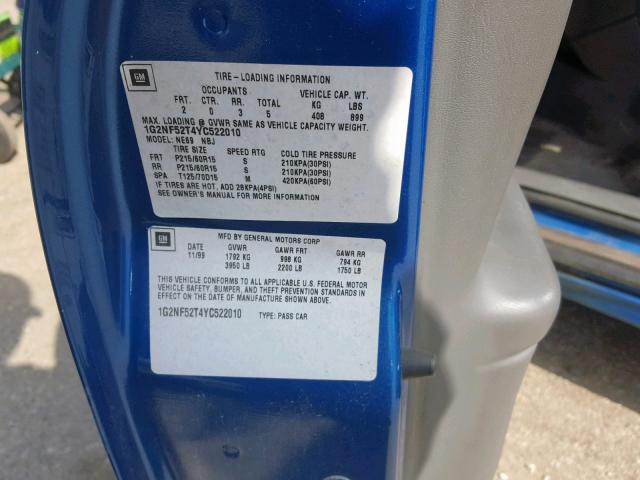 GM
TIRE-LOADING INFORMATION
OCCUPANTS VEHICLE CAP. WT.
FRT. CTR. RR. TOTAL KG LBS
2 0 3 5 408 899
MAX. LOADING @ GVWR SAME AS VEHICLE CAPACITY WEIGHT.
1G2NF52T4YC522010
MODEL: NE69 NBJ
TIRE SIZE SPEED RTG COLD TIRE PRESSURE
FRT P215/60R15 S 210KPA(30PSI)
RR P215/60R15 S 210KPA(30PSI)
SPA T125/70D15 M 420KPA(60PSI)
IF TIRES ARE HOT, ADD 28KPA(4PSI)
SEE OWNER'S MANUAL FOR MORE INFORMATION
GM
MFD BY GENERAL MOTORS CORP
DATE GVWR GAWR FRT GAWR RR
11/99 1792 KG 998 KG 794 KG
3950 LB 2200 LB 1750 LB
THIS VEHICLE CONFORMS TO ALL APPLICABLE U.S. FEDERAL MOTOR
VEHICLE SAFETY, BUMPER, AND THEFT PREVENTION STANDARDS IN
EFFECT ON THE DATE OF MANUFACTURE SHOWN ABOVE.
1G2NF52T4YC522010 TYPE: PASS CAR